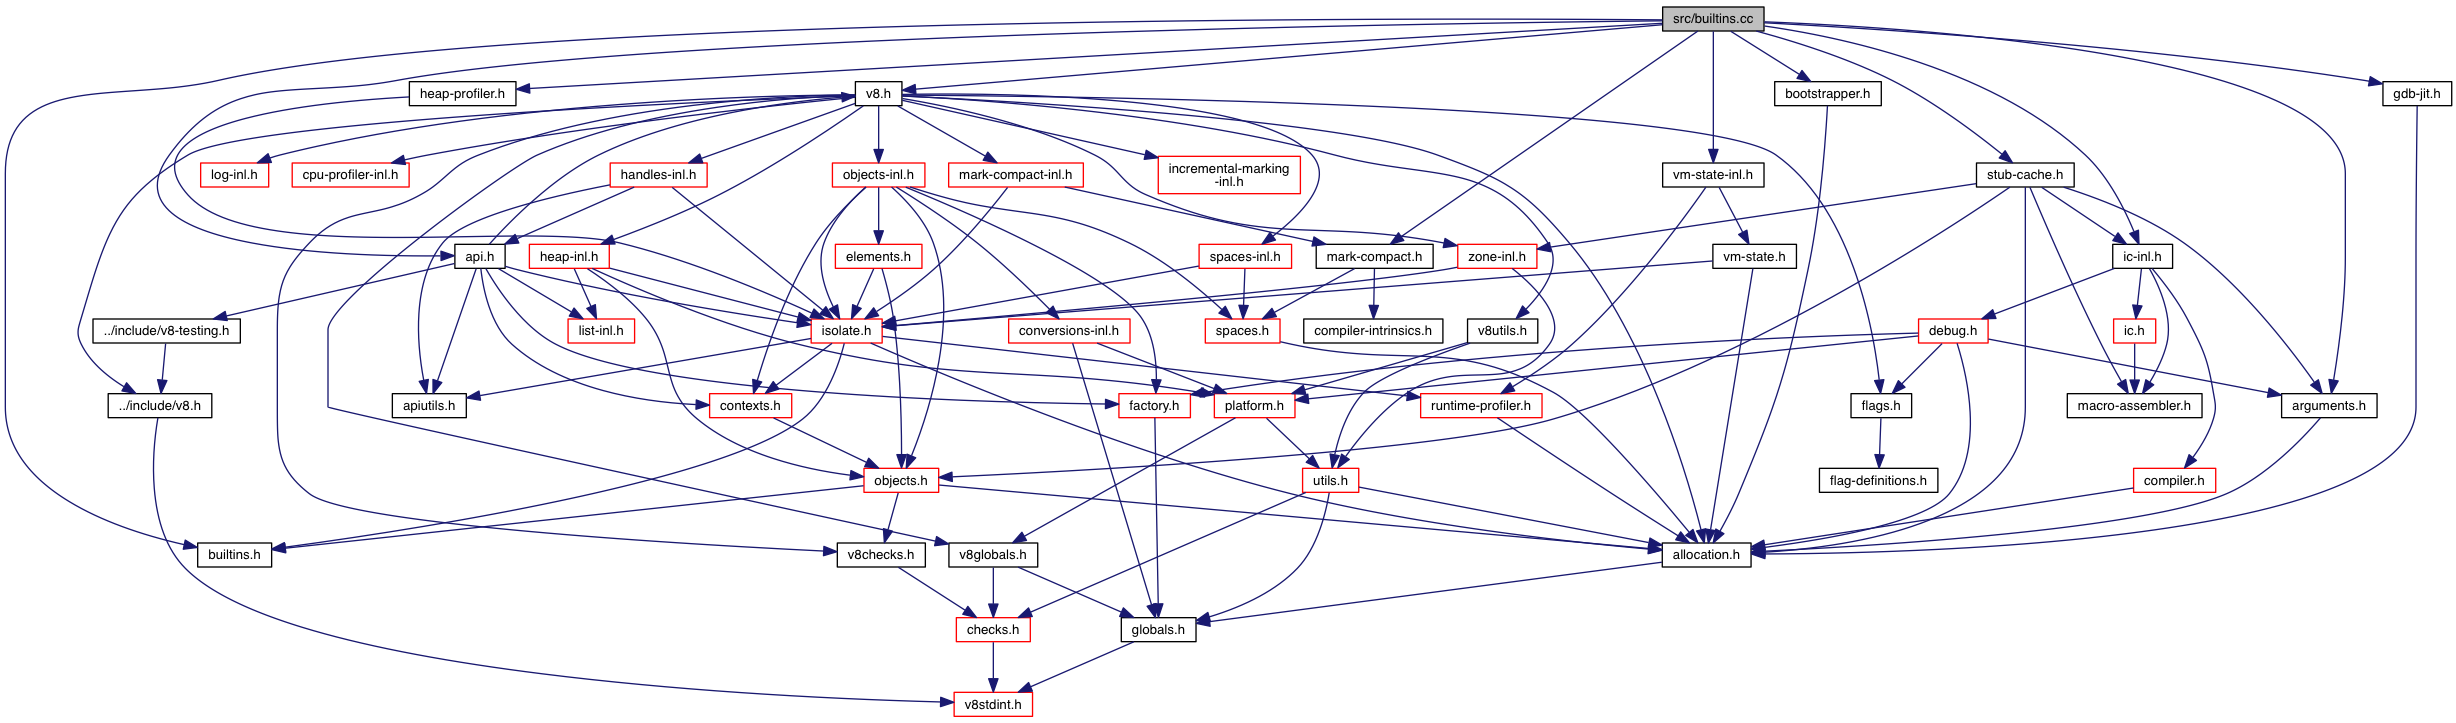 src/builtins.cc
heap-profiler.h
v8.h
bootstrapper.h
gdb-jit.h
log-inl.h
cpu-profiler-inl.h
handles-inl.h
objects-inl.h
mark-compact-inl.h
incremental-marking
-inl.h
vm-state-inl.h
stub-cache.h
api.h
heap-inl.h
elements.h
spaces-inl.h
mark-compact.h
zone-inl.h
vm-state.h
ic-inl.h
../include/v8-testing.h
list-inl.h
isolate.h
conversions-inl.h
spaces.h
compiler-intrinsics.h
v8utils.h
debug.h
ic.h
../include/v8.h
apiutils.h
contexts.h
factory.h
platform.h
runtime-profiler.h
flags.h
macro-assembler.h
arguments.h
objects.h
utils.h
flag-definitions.h
compiler.h
builtins.h
v8checks.h
v8globals.h
allocation.h
checks.h
globals.h
v8stdint.h